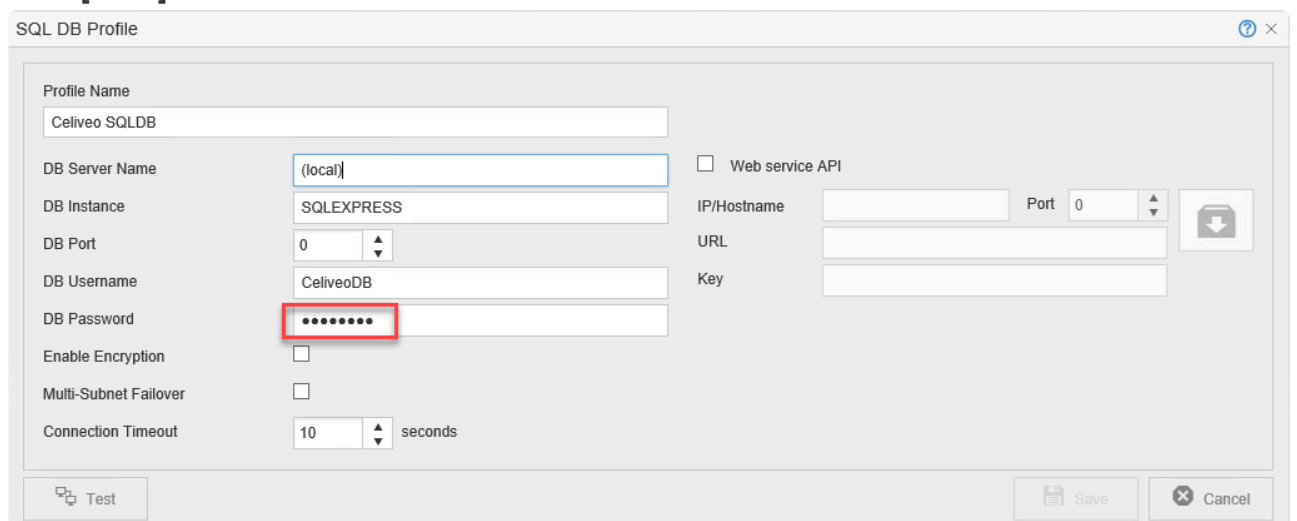 SQL DB Profile
Profile Name
Celiveo SQLDB
DB Server Name (local) Web service API
DB Instance SQLEXPRESS IP/Hostname Port 0
DB Port 0 URL
DB Username CeliveoDB Key
DB Password ••••••••
Enable Encryption
Multi-Subnet Failover
Connection Timeout 10 seconds
Test Save Cancel